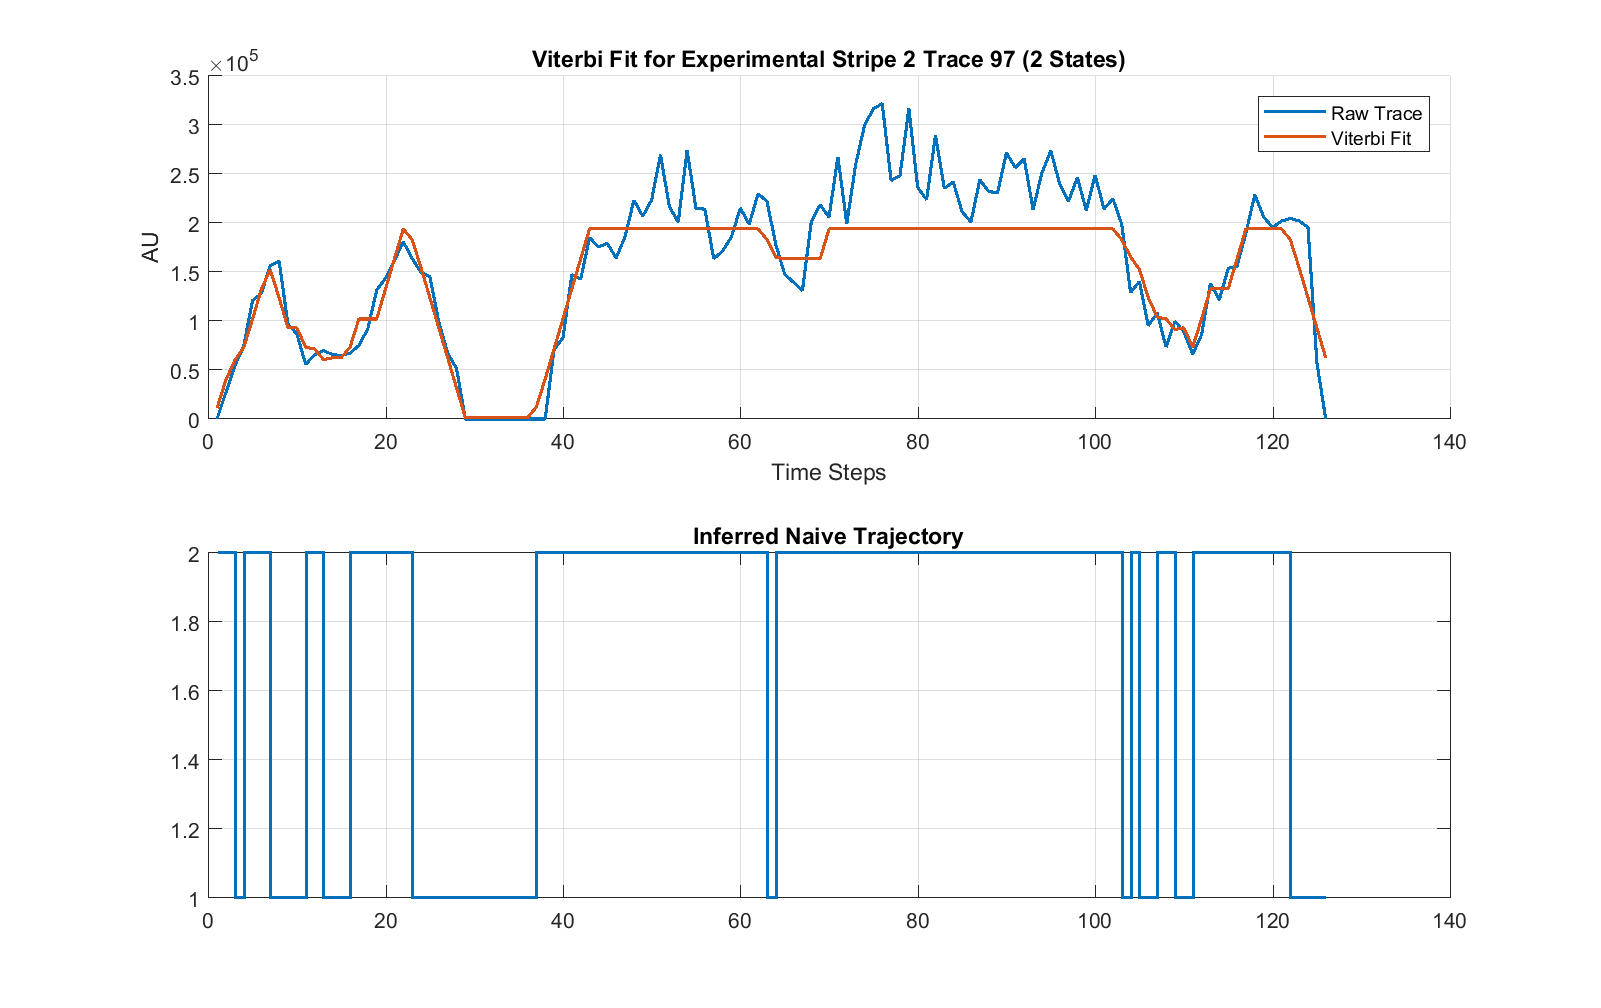 Viterbi Fit for Experimental Stripe 2 Trace 97 (2 States)
×10^5
3.5
3
2.5
2
1.5
1
0.5
0
AU
Raw Trace
Viterbi Fit
0 20 40 60 80 100 120 140
Time Steps
Inferred Naive Trajectory
2
1.8
1.6
1.4
1.2
1
0 20 40 60 80 100 120 140